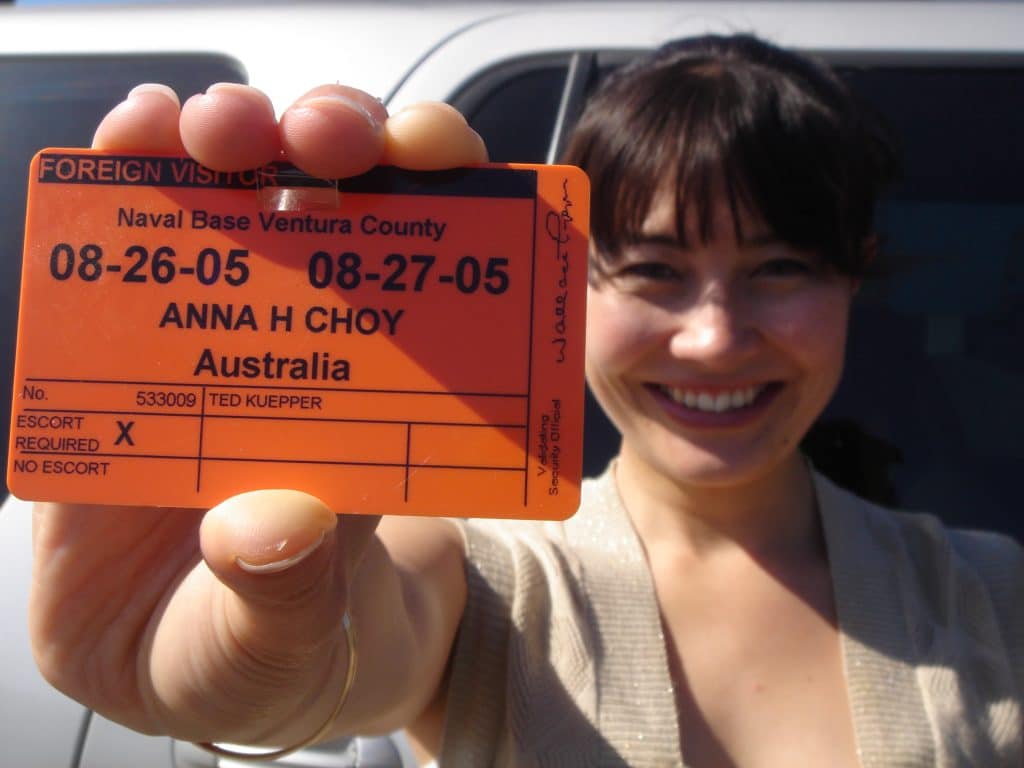 FOREIGN VISITOR
Naval Base Ventura County
08-26-05 08-27-05
ANNA H CHOY
Australia
No. 533009 TED KUEPPER
ESCORT
REQUIRED X
NO ESCORT
Validating
Security Official